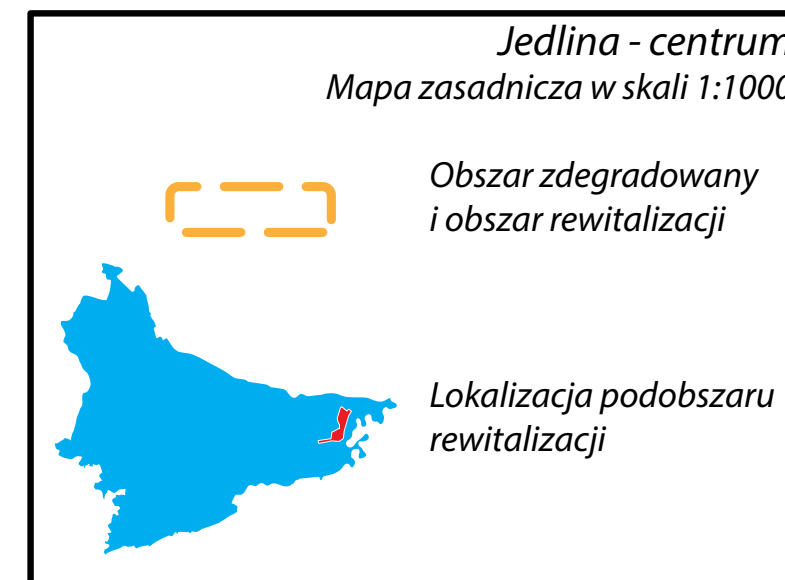 Jedlina - centrum
Mapa zasadnicza w skali 1:1000
Obszar zdegradowany
i obszar rewitalizacji
Lokalizacja podobszaru
rewitalizacji